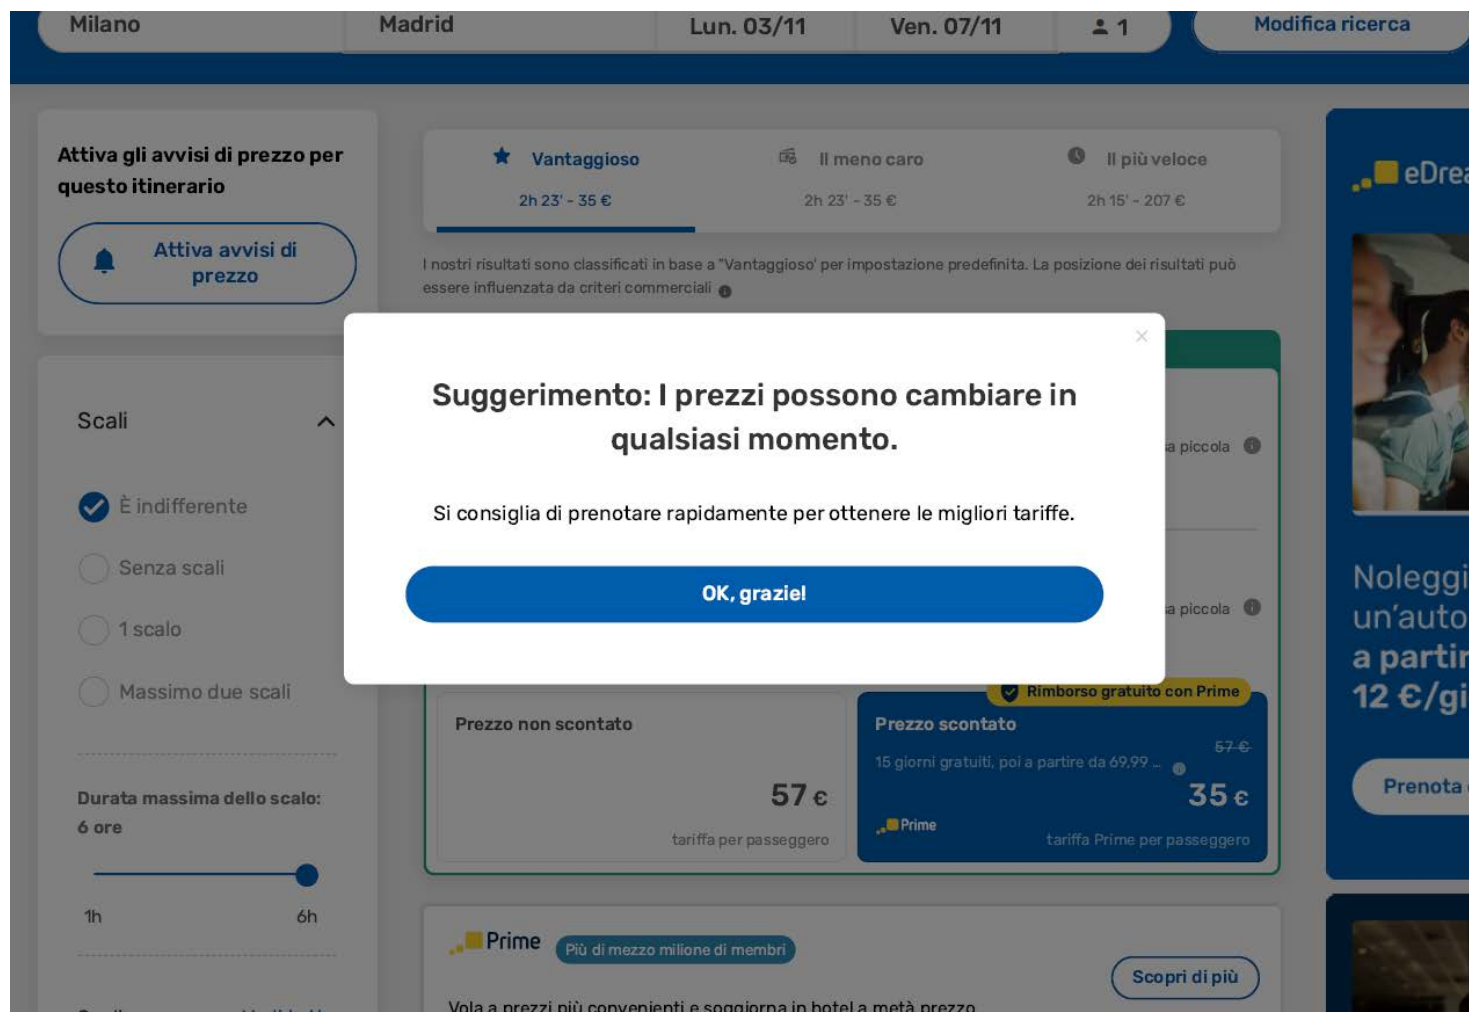 Milano
Madrid
Lun. 03/11
Ven. 07/11
1
Modifica ricerca
Attiva gli avvisi di prezzo per
questo itinerario
Attiva avvisi di
prezzo
Vantaggioso
2h 23' - 35 €
Il meno caro
2h 23' - 35 €
Il più veloce
2h 15' - 207 €
I nostri risultati sono classificati in base a "Vantaggioso' per impostazione predefinita. La posizione dei risultati può
essere influenzata da criteri commerciali
Scali
È indifferente
Senza scali
1 scalo
Massimo due scali
Durata massima dello scalo:
6 ore
1h
6h
Suggerimento: I prezzi possono cambiare in
qualsiasi momento.
Si consiglia di prenotare rapidamente per ottenere le migliori tariffe.
OK, grazie!
piccola
piccola
Rimborso gratuito con Prime
Prezzo non scontato
57 €
tariffa per passeggero
Prezzo scontato
57 €
15 giorni gratuiti, poi a partire da 69,99 ...
35 €
Prime
tariffa Prime per passeggero
Prime
Più di mezzo milione di membri
Scopri di più
Vola a prezzi più convenienti e soggiorna in hotel a metà prezzo
eDrea
Noleggi
un'auto
a partir
12 €/gi
Prenota